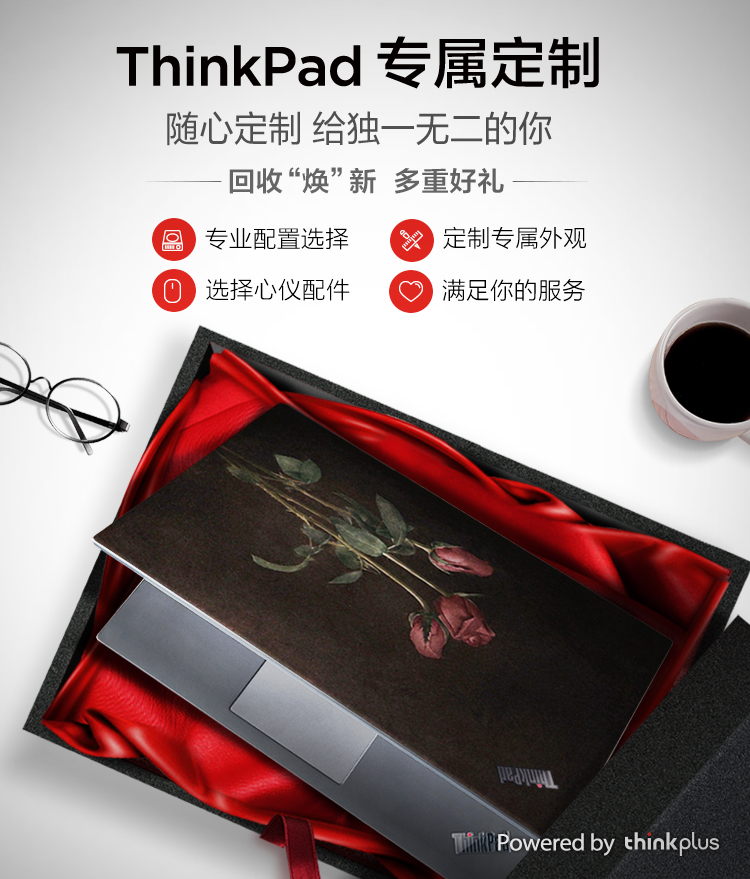 ThinkPad 专属定制
随心定制 给独一无二的你
回收“焕”新 多重好礼
专业配置选择
定制专属外观
选择心仪配件
满足你的服务
ThinkPad
ThinkPad
Powered by thinkplus